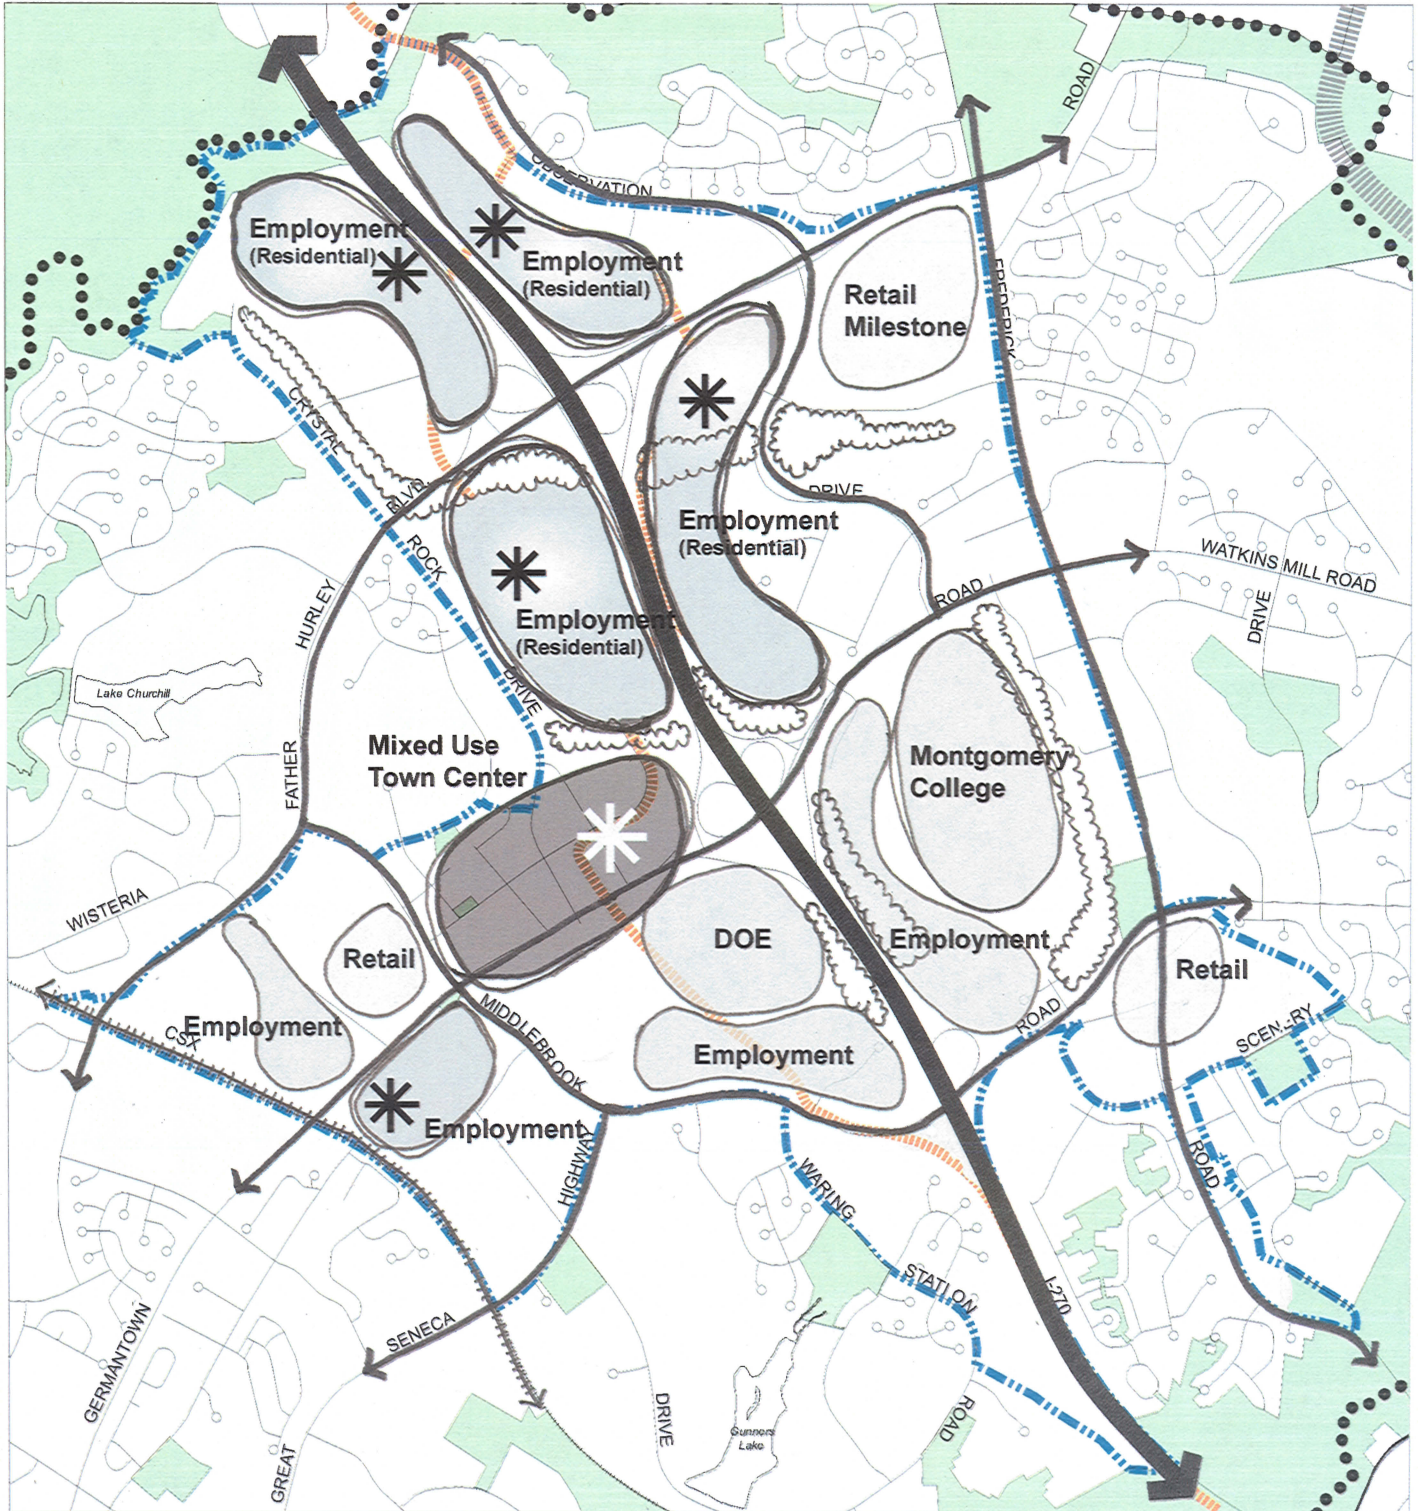 ROAD
OBSERVATION
Employment
(Residential)
Employment
(Residential)
Retail
Milestone
FREDERICK
CRYSTAL
BLVD.
DRIVE
Employment
(Residential)
ROCK
WATKINS MILL ROAD
ROAD
DRIVE
HURLEY
Employment
(Residential)
Lake Churchill
DRIVE
Mixed Use
Town Center
Montgomery
College
FATHER
WISTERIA
DOE
Employment
Retail
Retail
MIDDLEBROOK
ROAD
Employment
CSX
SCENERY
Employment
Employment
HIGHWAY
WARING
ROAD
STATION
I-270
SENECA
GERMANTOWN
DRIVE
ROAD
Gunners
Lake
GREAT